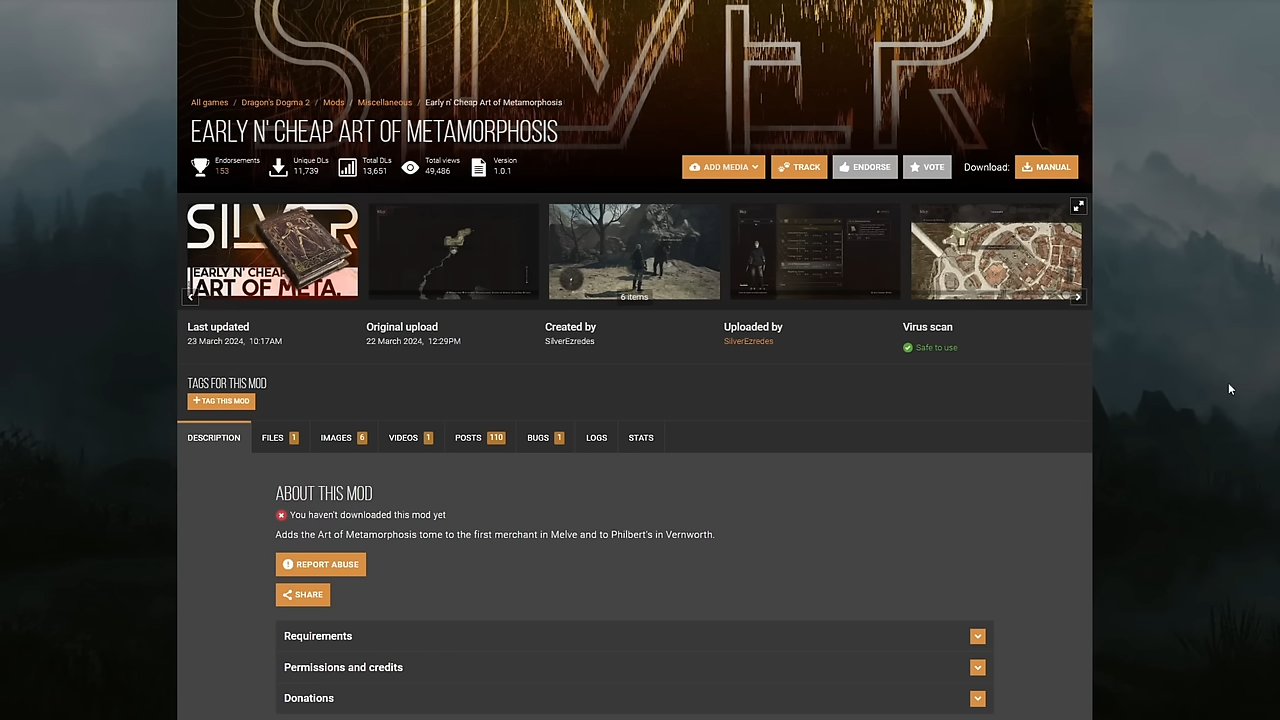 SILVER
All games / Dragon's Dogma 2 / Mods / Miscellaneous / Early n' Cheap Art of Metamorphosis
EARLY N' CHEAP ART OF METAMORPHOSIS
Endorsements
153
Unique DLs
11,739
Total DLs
13,651
Total views
49,486
Version
1.0.1
ADD MEDIA
TRACK
ENDORSE
VOTE
Download:
MANUAL
SILVER
EARLY N' CHEAP
ART OF META.
6 items
Last updated
23 March 2024, 10:17AM
Original upload
22 March 2024, 12:29PM
Created by
SilverEzredes
Uploaded by
SilverEzredes
Virus scan
Safe to use
TAGS FOR THIS MOD
+ TAG THIS MOD
DESCRIPTION
FILES 1
IMAGES 6
VIDEOS 1
POSTS 110
BUGS 1
LOGS
STATS
ABOUT THIS MOD
You haven't downloaded this mod yet
Adds the Art of Metamorphosis tome to the first merchant in Melve and to Philbert's in Vernworth.
REPORT ABUSE
SHARE
Requirements
Permissions and credits
Donations